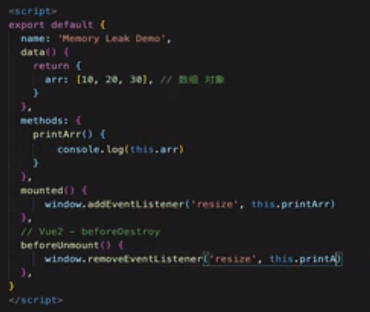 <script>
export default {
name: 'Memory Leak Demo',
data() {
return {
arr: [10, 20, 30], // 数组 对象
}
},
methods: {
printArr() {
console.log(this.arr)
}
},
mounted() {
window.addEventListener('resize', this.printArr)
},
// Vue2 - beforeDestroy
beforeUnmount() {
window.removeEventListener('resize', this.printA)
},
}
</script>